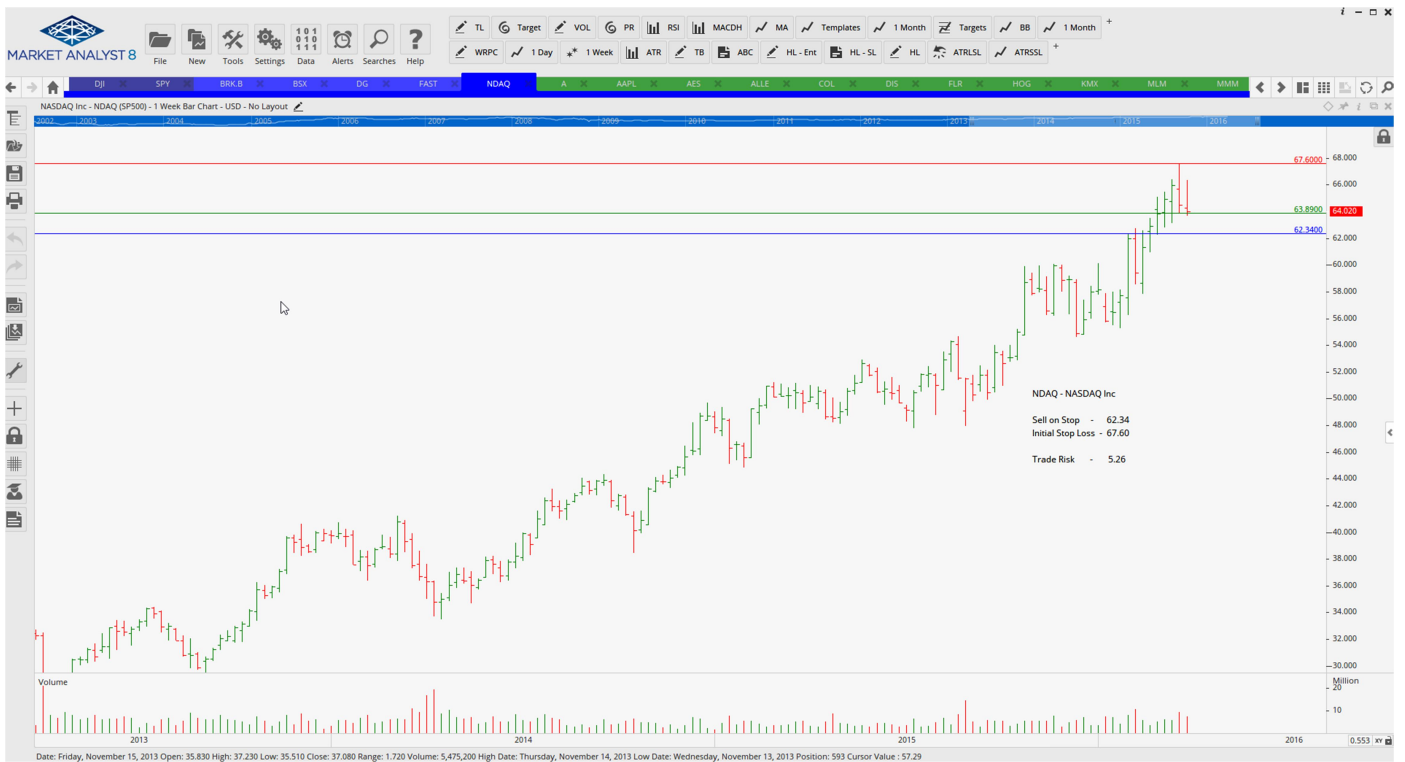 TL Target VOL PR RSI MACDH MA Templates 1 Month Targets BB 1 Month +
MARKET ANALYST 8
File New Tools Settings Data Alerts Searches Help
WRPC 1 Day 1 Week ATR TB ABC HL - Ent HL - SL HL ATRLSL ATRSSL +
DJI SPY BRK.B BSX DG FAST NDAQ A AAPL AES ALLE COL DIS FLR HOG KMX MLM MMM
NASDAQ Inc - NDAQ (SP500) - 1 Week Bar Chart - USD - No Layout
2002 2003 2004 2005 2006 2007 2008 2009 2010 2011 2012 2013 2014 2015 2016
67.6000
68.000
66.000
63.8900
64.020
62.3400
62.000
60.000
58.000
56.000
54.000
52.000
NDAQ - NASDAQ Inc
50.000
Sell on Stop - 62.34
48.000
Initial Stop Loss - 67.60
46.000
Trade Risk - 5.26
44.000
42.000
40.000
38.000
36.000
34.000
32.000
30.000
Volume
Million
20
10
2013 2014 2015 2016 0.553 XY
Date: Friday, November 15, 2013 Open: 35.830 High: 37.230 Low: 35.510 Close: 37.080 Range: 1.720 Volume: 5,475,200 High Date: Thursday, November 14, 2013 Low Date: Wednesday, November 13, 2013 Position: 593 Cursor Value : 57.29